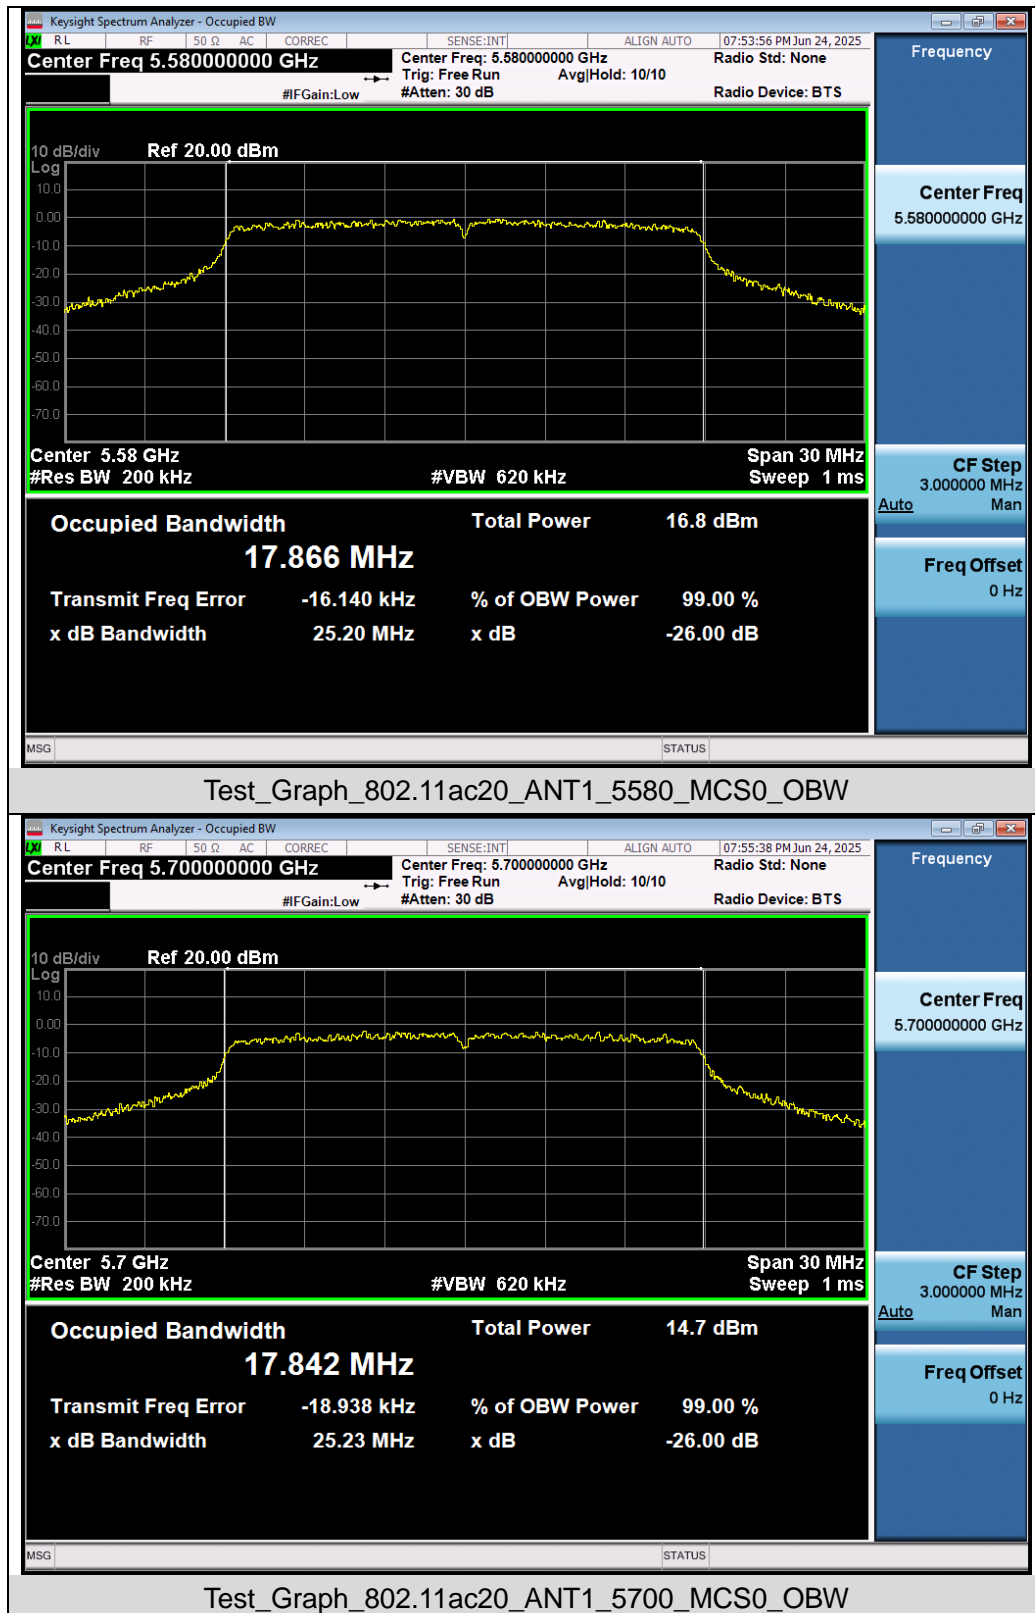 Keysight Spectrum Analyzer - Occupied BW
LXI RL RF 50 Ω AC CORREC SENSE:INT ALIGN AUTO 07:53:56 PM Jun 24, 2025
Center Freq 5.580000000 GHz
Center Freq: 5.580000000 GHz Radio Std: None
Trig: Free Run Avg|Hold: 10/10
#IFGain:Low #Atten: 30 dB Radio Device: BTS
Frequency
10 dB/div Ref 20.00 dBm
Log
10.0
0.00
-10.0
-20.0
-30.0
-40.0
-50.0
-60.0
-70.0
Center 5.58 GHz Span 30 MHz
#Res BW 200 kHz #VBW 620 kHz Sweep 1 ms
Center Freq
5.580000000 GHz
CF Step
3.000000 MHz
Auto Man
Freq Offset
0 Hz
Occupied Bandwidth Total Power 16.8 dBm
17.866 MHz
Transmit Freq Error -16.140 kHz % of OBW Power 99.00 %
x dB Bandwidth 25.20 MHz x dB -26.00 dB
MSG STATUS
Test_Graph_802.11ac20_ANT1_5580_MCS0_OBW
Keysight Spectrum Analyzer - Occupied BW
LXI RL RF 50 Ω AC CORREC SENSE:INT ALIGN AUTO 07:55:38 PM Jun 24, 2025
Center Freq 5.700000000 GHz
Center Freq: 5.700000000 GHz Radio Std: None
Trig: Free Run Avg|Hold: 10/10
#IFGain:Low #Atten: 30 dB Radio Device: BTS
Frequency
10 dB/div Ref 20.00 dBm
Log
10.0
0.00
-10.0
-20.0
-30.0
-40.0
-50.0
-60.0
-70.0
Center 5.7 GHz Span 30 MHz
#Res BW 200 kHz #VBW 620 kHz Sweep 1 ms
Center Freq
5.700000000 GHz
CF Step
3.000000 MHz
Auto Man
Freq Offset
0 Hz
Occupied Bandwidth Total Power 14.7 dBm
17.842 MHz
Transmit Freq Error -18.938 kHz % of OBW Power 99.00 %
x dB Bandwidth 25.23 MHz x dB -26.00 dB
MSG STATUS
Test_Graph_802.11ac20_ANT1_5700_MCS0_OBW